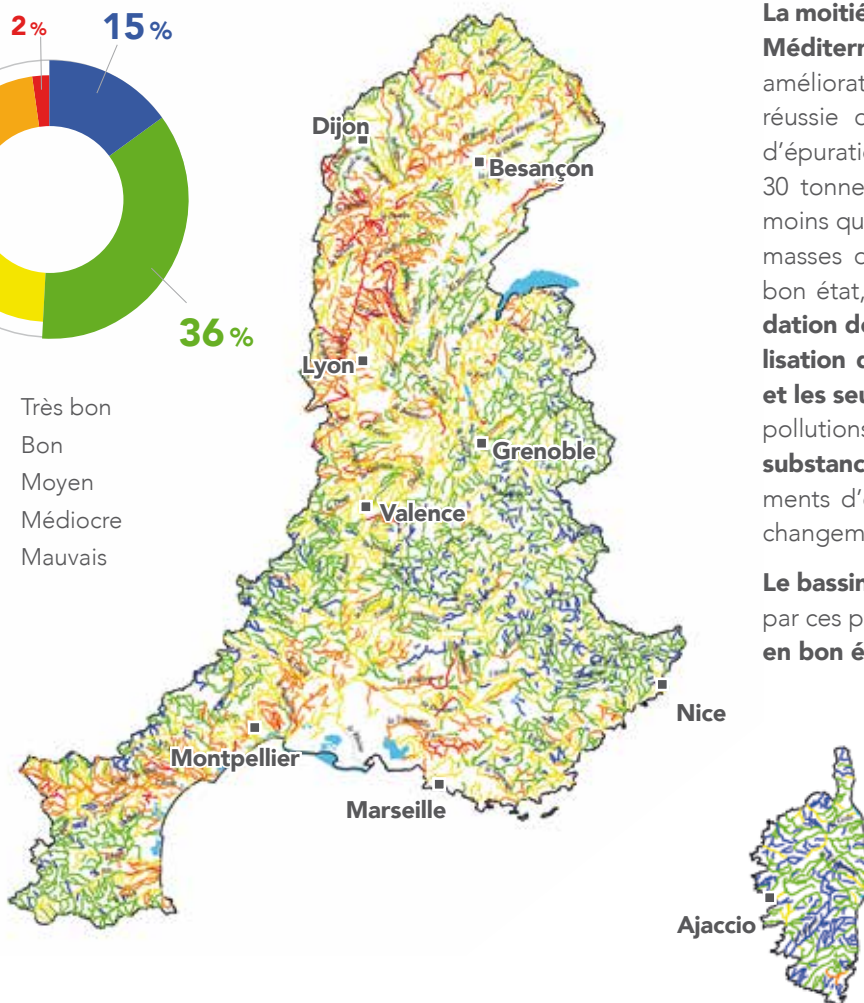 2 %
15 %
36 %
Très bon
Bon
Moyen
Médiocre
Mauvais
Dijon
Besançon
Lyon
Grenoble
Valence
Nice
Montpellier
Marseille
Ajaccio
La moitié
Méditerr
améliorat
réussie
d'épurati
30 tonne
moins qu
masses
bon état,
dation de
lisation
et les seu
pollutions
substanc
ments d'
changem
Le bassin
par ces p
en bon é